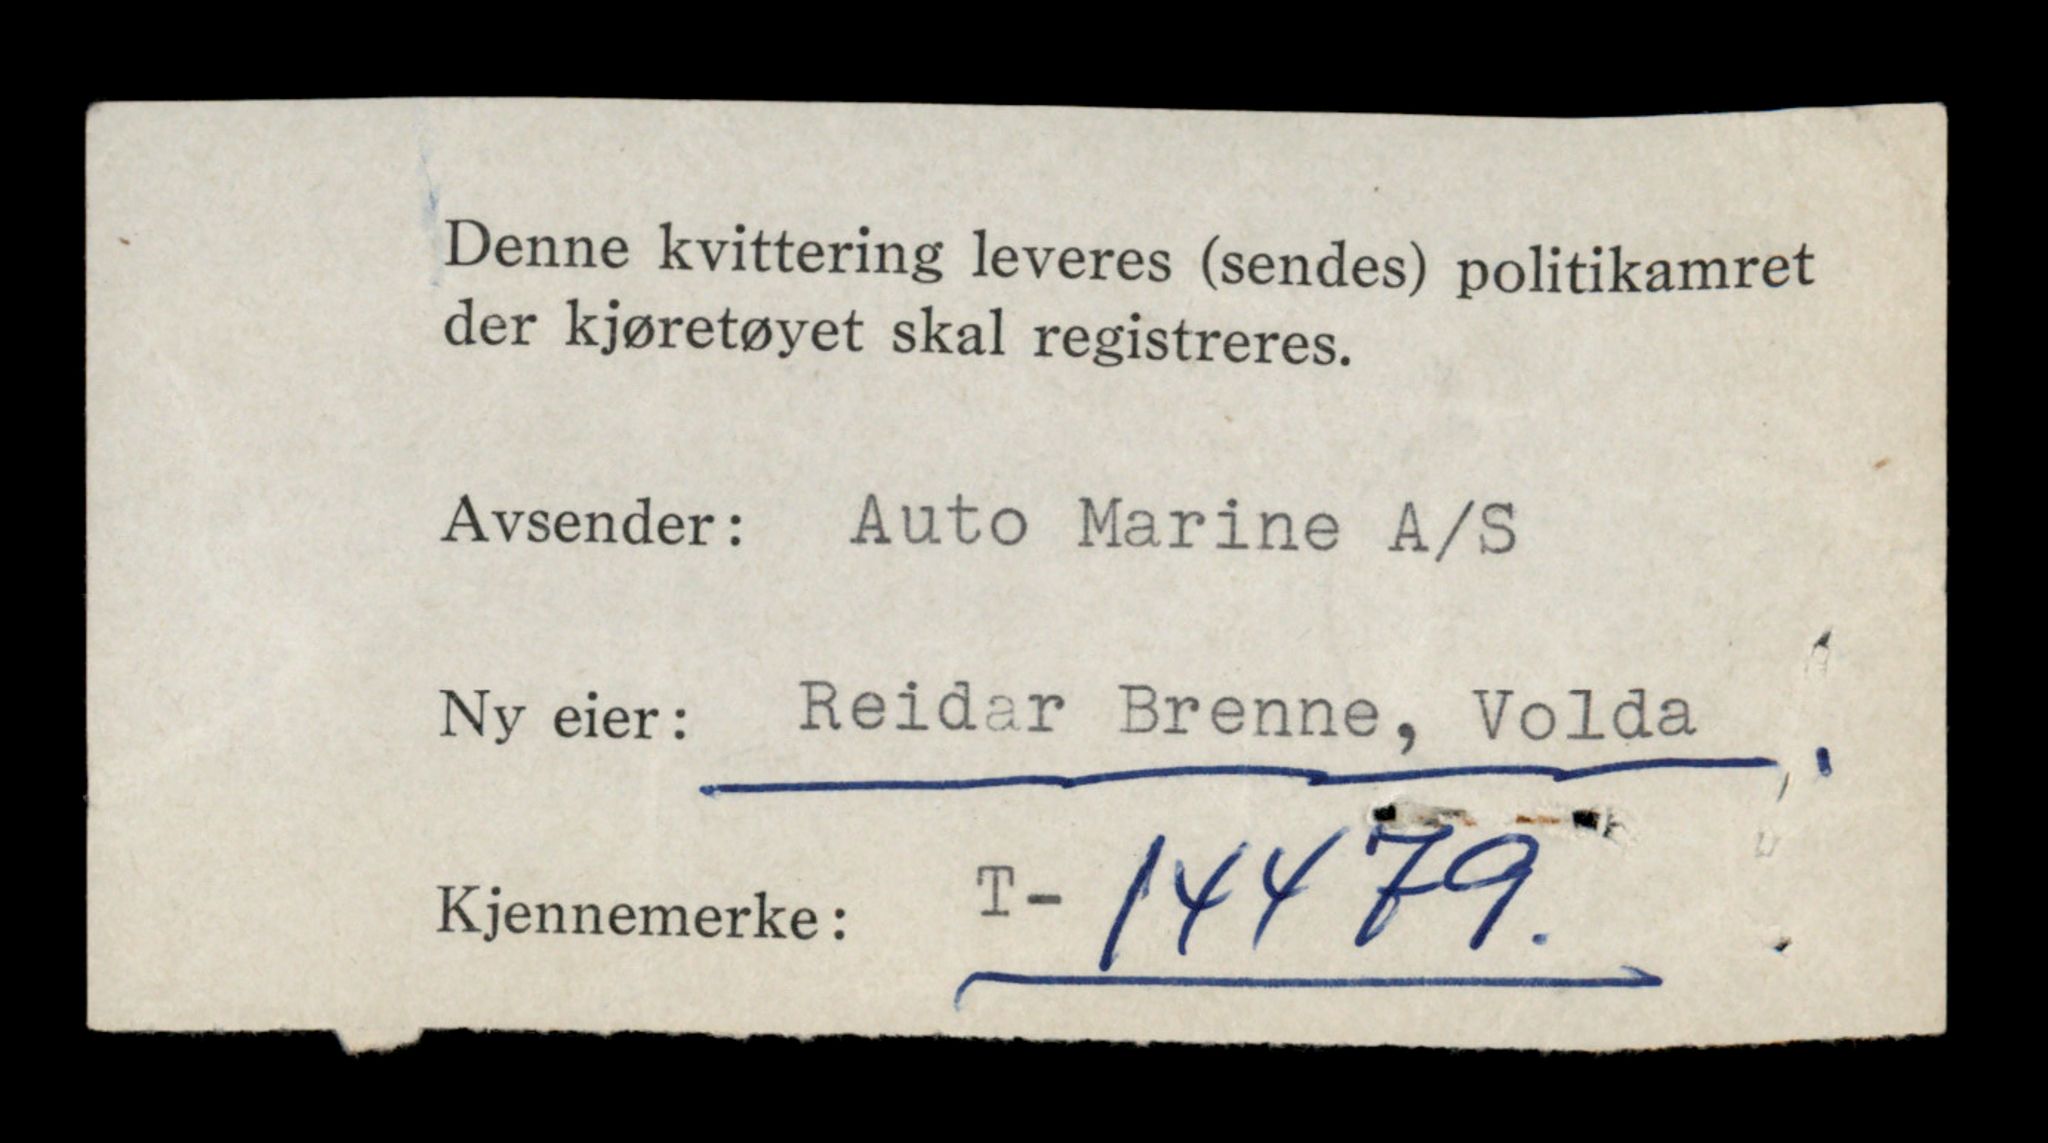 Denne kvittering leveres (sendes) politikamret
der kjøretøyet skal registreres.
Avsender: Auto Marine A/S
Ny eier: Reidar Brenne, Volda
Kjennemerke: T- 14479.